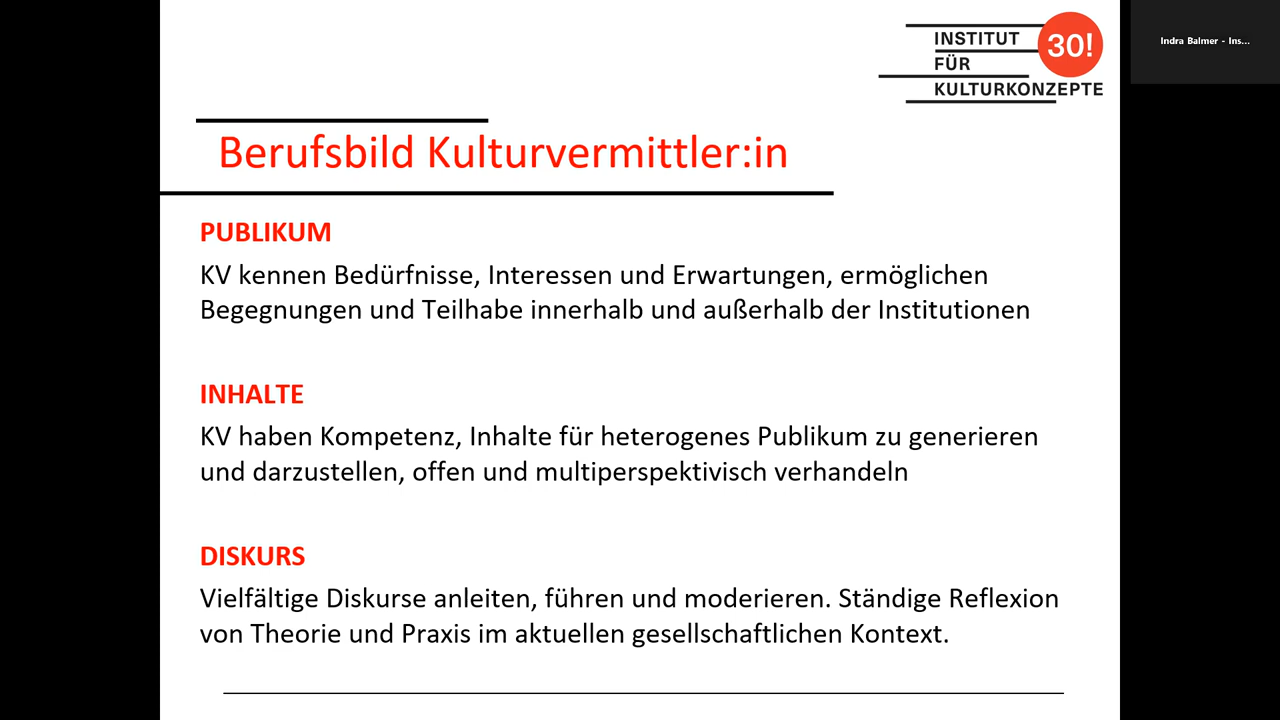 INSTITUT
30!
FÜR
KULTURKONZEPTE
Indra Balmer - Ins...
Berufsbild Kulturvermittler:in
PUBLIKUM
KV kennen Bedürfnisse, Interessen und Erwartungen, ermöglichen
Begegnungen und Teilhabe innerhalb und außerhalb der Institutionen
INHALTE
KV haben Kompetenz, Inhalte für heterogenes Publikum zu generieren
und darzustellen, offen und multiperspektivisch verhandeln
DISKURS
Vielfältige Diskurse anleiten, führen und moderieren. Ständige Reflexion
von Theorie und Praxis im aktuellen gesellschaftlichen Kontext.